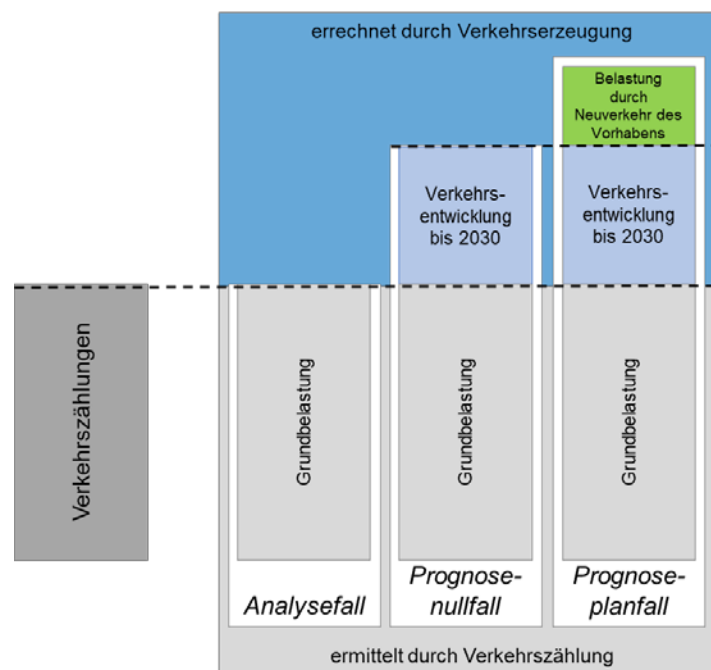 errechnet durch Verkehrserzeugung
Belastung
durch
Neuverkehr des
Vorhabens
Verkehrs-
entwicklung
bis 2030
Verkehrs-
entwicklung
bis 2030
Verkehrszählungen
Grundbelastung
Grundbelastung
Grundbelastung
Analysefall
Prognose-
nullfall
Prognose-
planfall
ermittelt durch Verkehrszählung